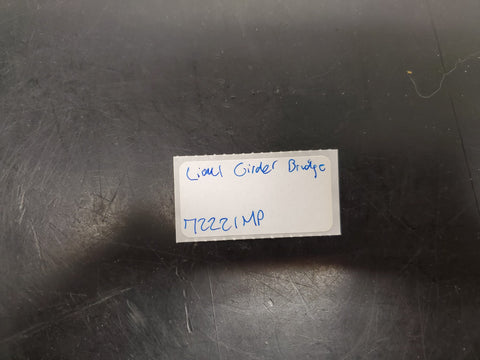 Lionel Girder Bridge
72221MP